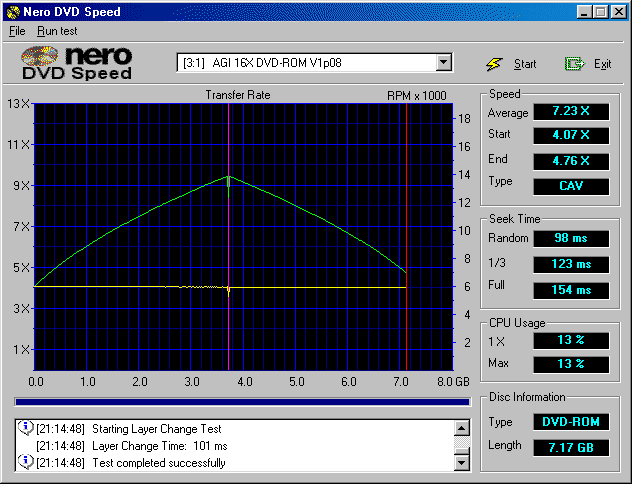 Nero DVD Speed
File Run test
nero
DVD Speed
[3:1] AGI 16X DVD-ROM V1p08
Start
Exit
Transfer Rate
RPM x 1000
13X
11X
9X
7X
5X
3X
1X
18
16
14
12
10
8
6
4
2
0.0 1.0 2.0 3.0 4.0 5.0 6.0 7.0 8.0 GB
Speed
Average 7.23 X
Start 4.07 X
End 4.76 X
Type CAV
Seek Time
Random 98 ms
1/3 123 ms
Full 154 ms
CPU Usage
1 X 13 %
Max 13 %
Disc Information
Type DVD-ROM
Length 7.17 GB
[21:14:48] Starting Layer Change Test
[21:14:48] Layer Change Time: 101 ms
[21:14:48] Test completed successfully